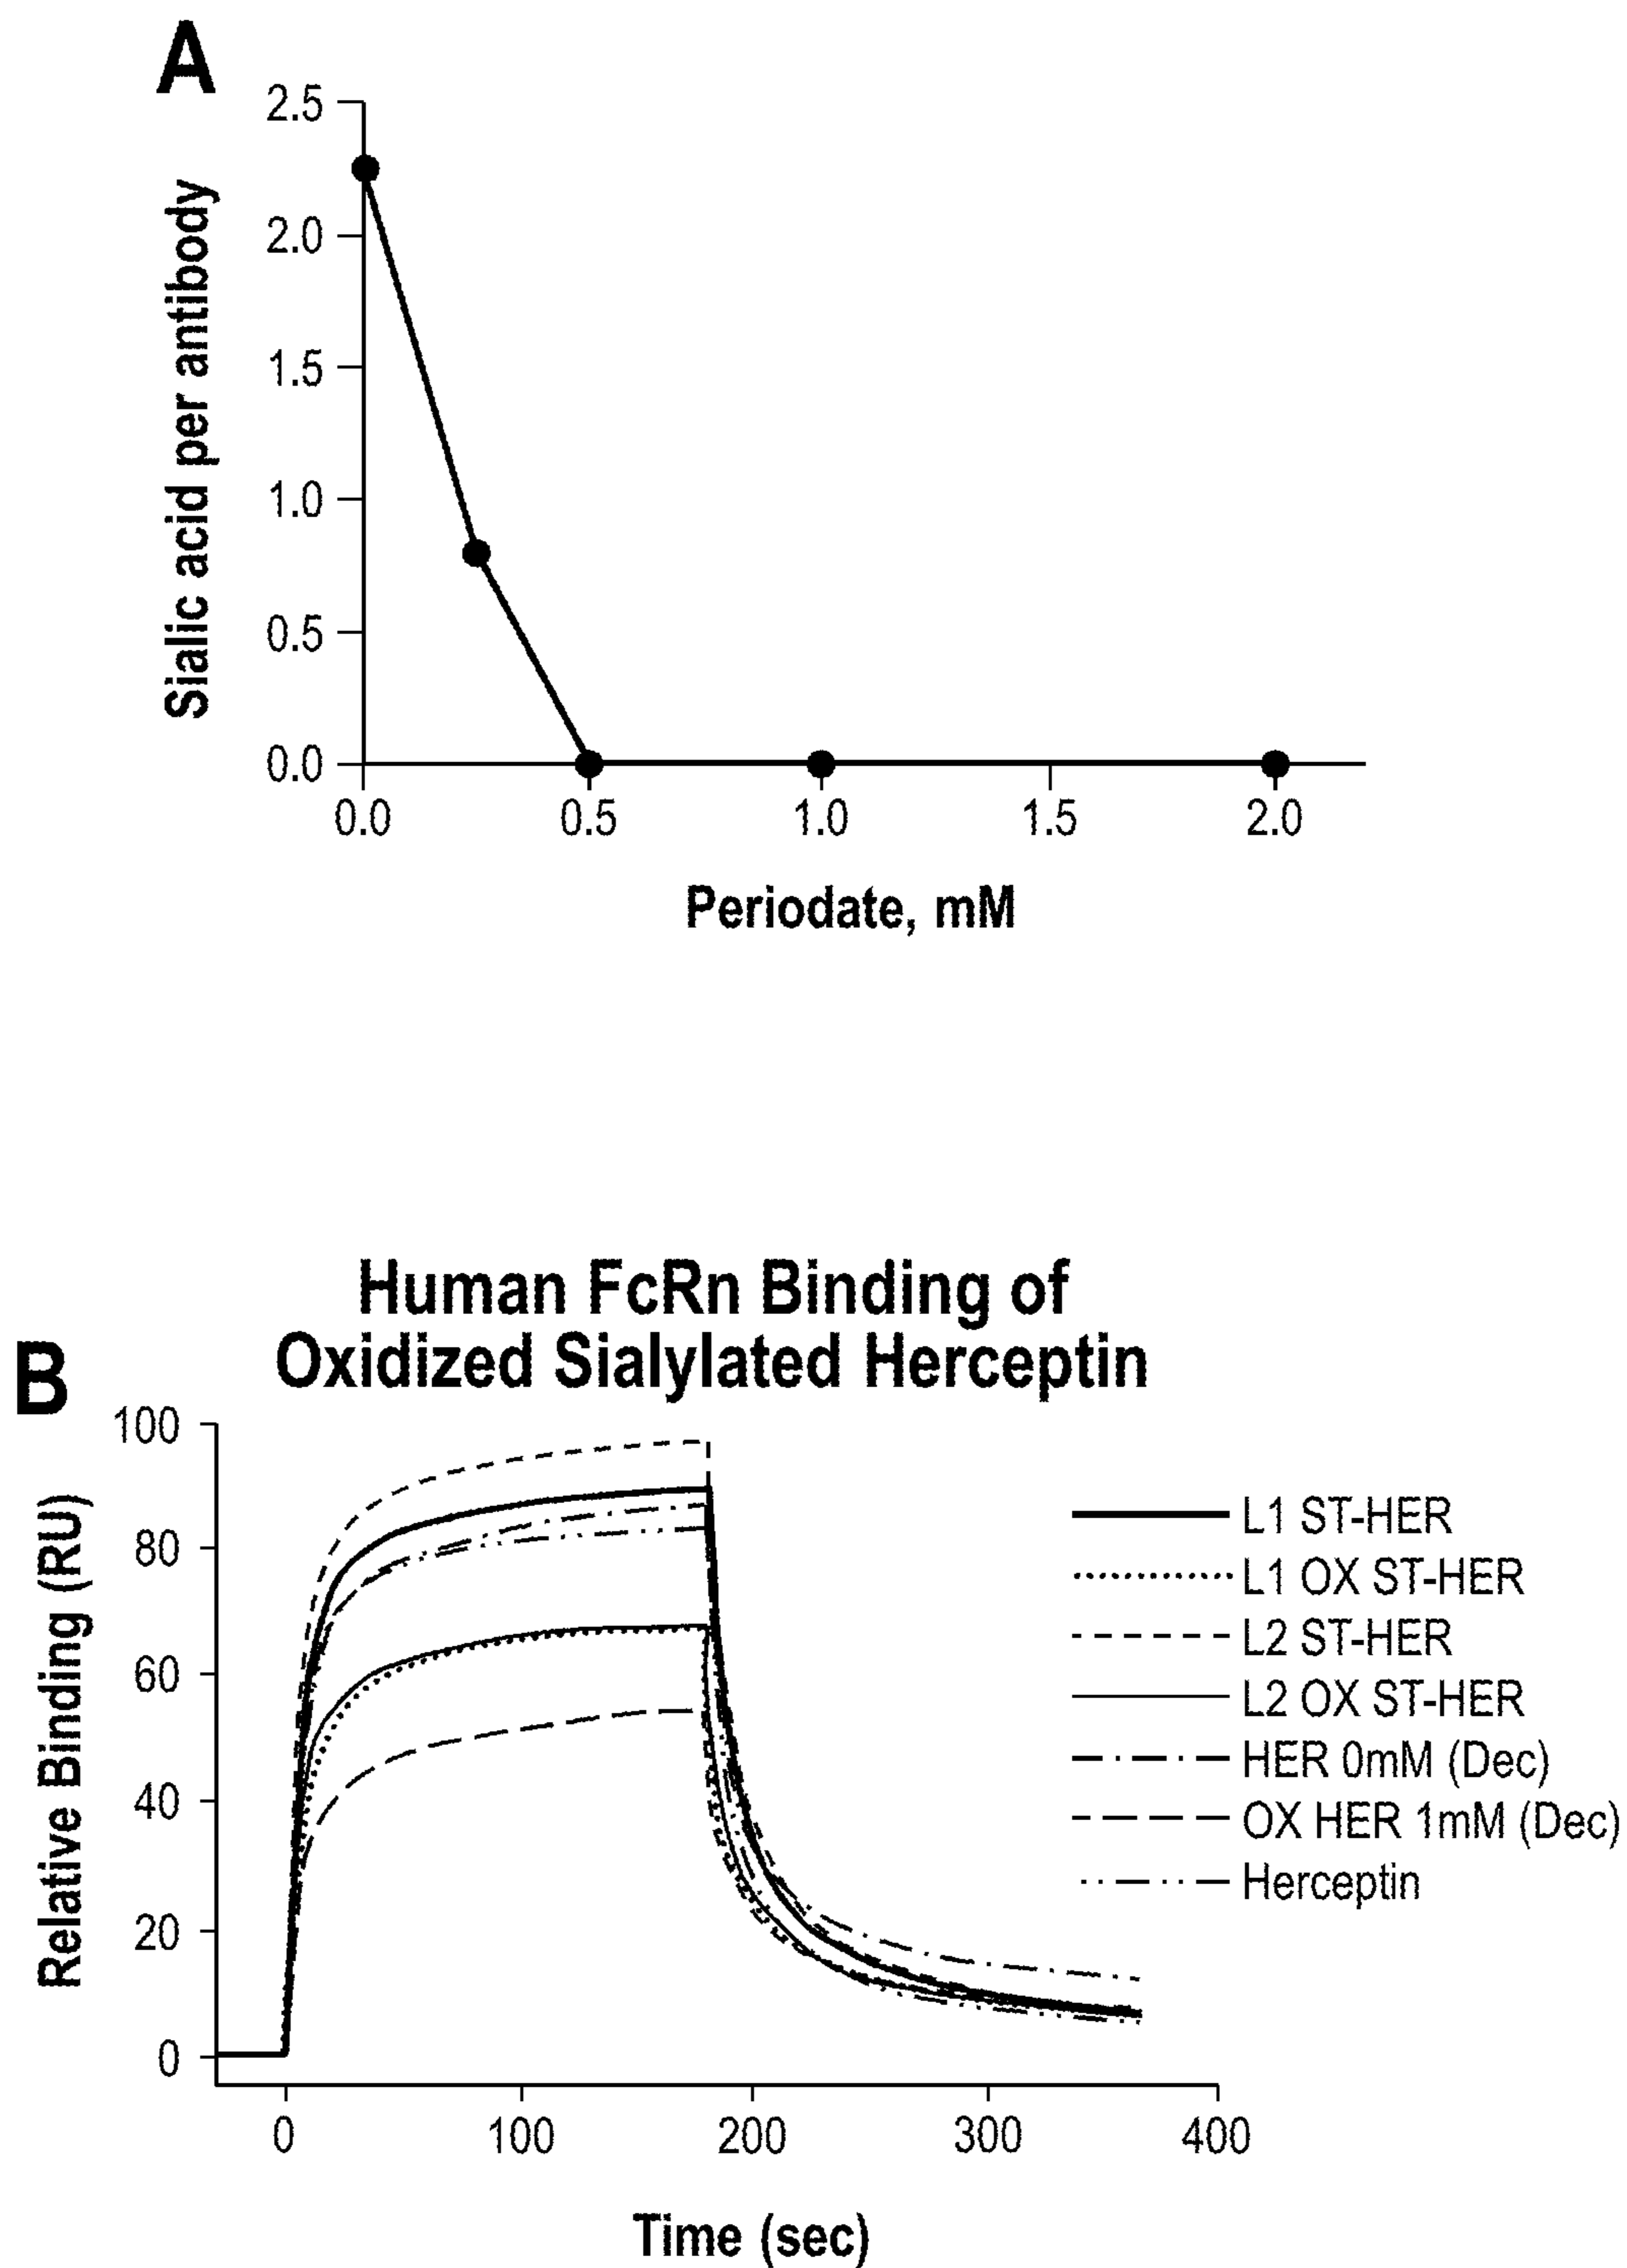 A
2.5
2.0
1.5
1.0
0.5
0.0
Sialic acid per antibody
0.0 0.5 1.0 1.5 2.0
Periodate, mM
Human FcRn Binding of
Oxidized Sialylated Herceptin
B
100
80
60
40
20
0
Relative Binding (RU)
L1 ST-HER
L1 OX ST-HER
L2 ST-HER
L2 OX ST-HER
HER 0mM (Dec)
OX HER 1mM (Dec)
Herceptin
0 100 200 300 400
Time (sec)